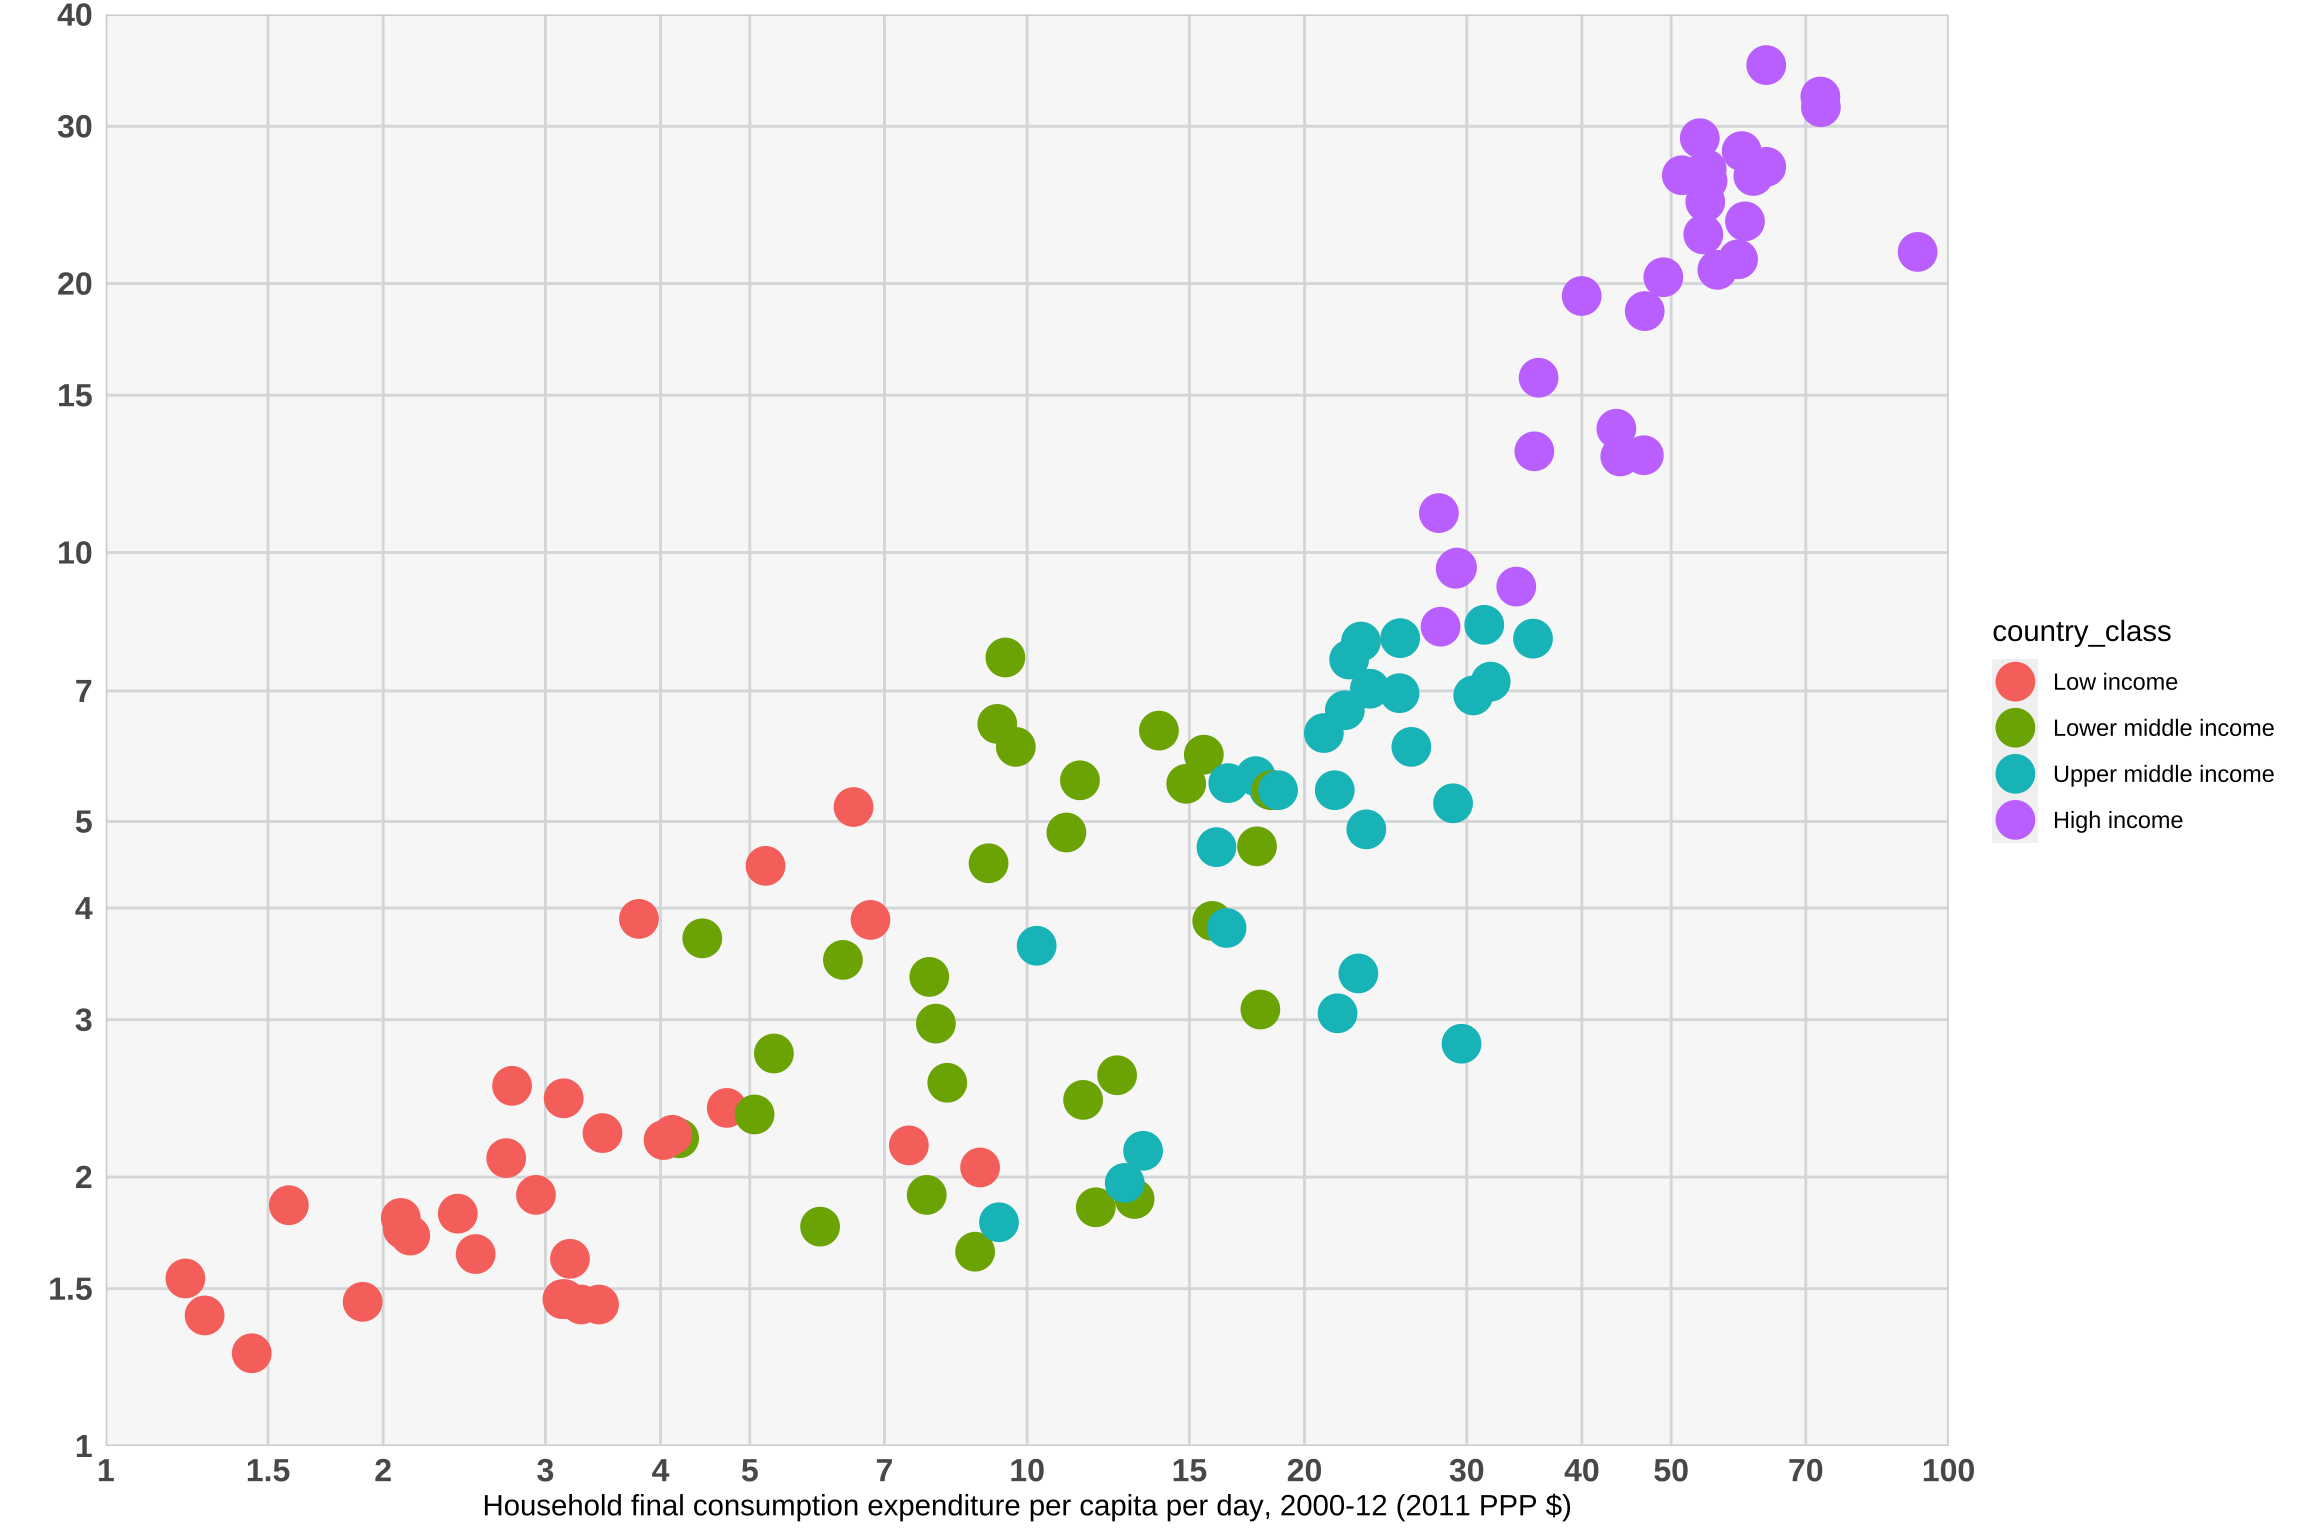 40
30
20
15
10
7
5
4
3
2
1.5
1
1 1.5 2 3 4 5 7 10 15 20 30 40 50 70 100
Household final consumption expenditure per capita per day, 2000-12 (2011 PPP $)
country_class
Low income
Lower middle income
Upper middle income
High income